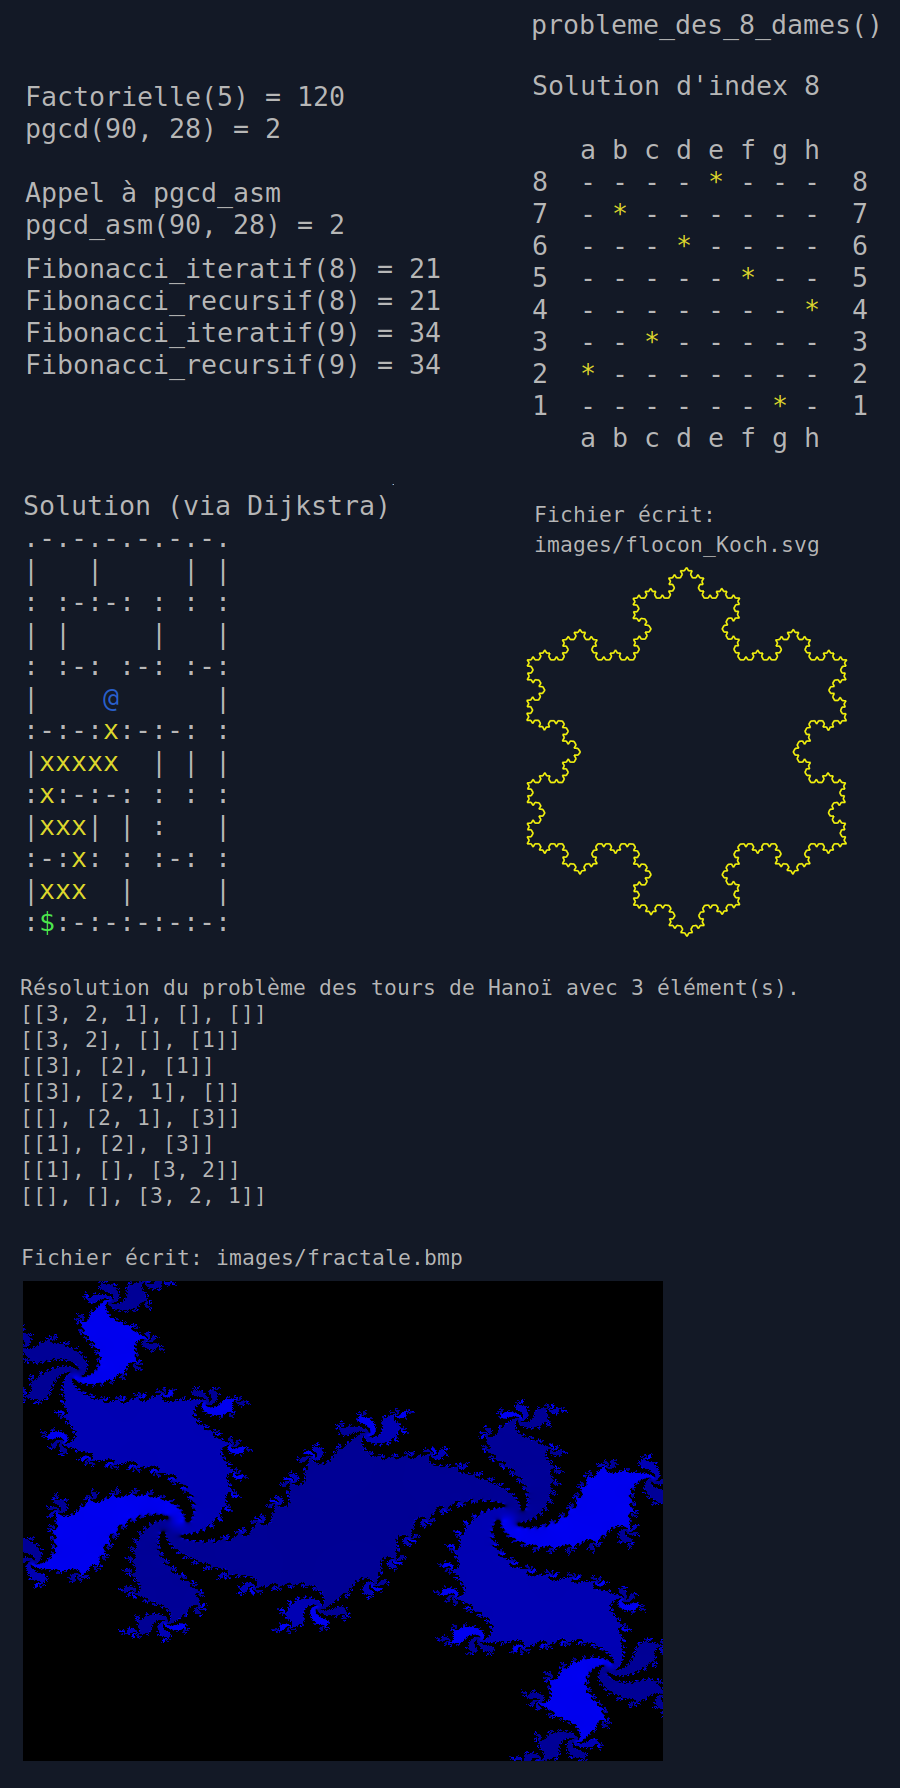 probleme_des_8_dames()
Factorielle(5) = 120
pgcd(90, 28) = 2
Appel à pgcd_asm
pgcd_asm(90, 28) = 2
Fibonacci_iteratif(8) = 21
Fibonacci_recursif(8) = 21
Fibonacci_iteratif(9) = 34
Fibonacci_recursif(9) = 34
Solution d'index 8
   a b c d e f g h
8  - - - - * - - -  8
7  - * - - - - - -  7
6  - - - * - - - -  6
5  - - - - - * - -  5
4  - - - - - - - *  4
3  - - * - - - - -  3
2  * - - - - - - -  2
1  - - - - - - * -  1
   a b c d e f g h
Solution (via Dijkstra)
.-.-.-.-.-.-.
|   |     | |
: :-:-: : : :
| |     |   |
: :-: :-: :-:
|    @      |
:-:-:x:-:-: :
|xxxxx  | | |
:x:-:-: : : :
|xxx| | :   |
:-:x: : :-: :
|xxx  |     |
:$:-:-:-:-:-:
Fichier écrit:
images/flocon_Koch.svg
Résolution du problème des tours de Hanoï avec 3 élément(s).
[[3, 2, 1], [], []]
[[3, 2], [], [1]]
[[3], [2], [1]]
[[3], [2, 1], []]
[[], [2, 1], [3]]
[[1], [2], [3]]
[[1], [], [3, 2]]
[[], [], [3, 2, 1]]
Fichier écrit: images/fractale.bmp